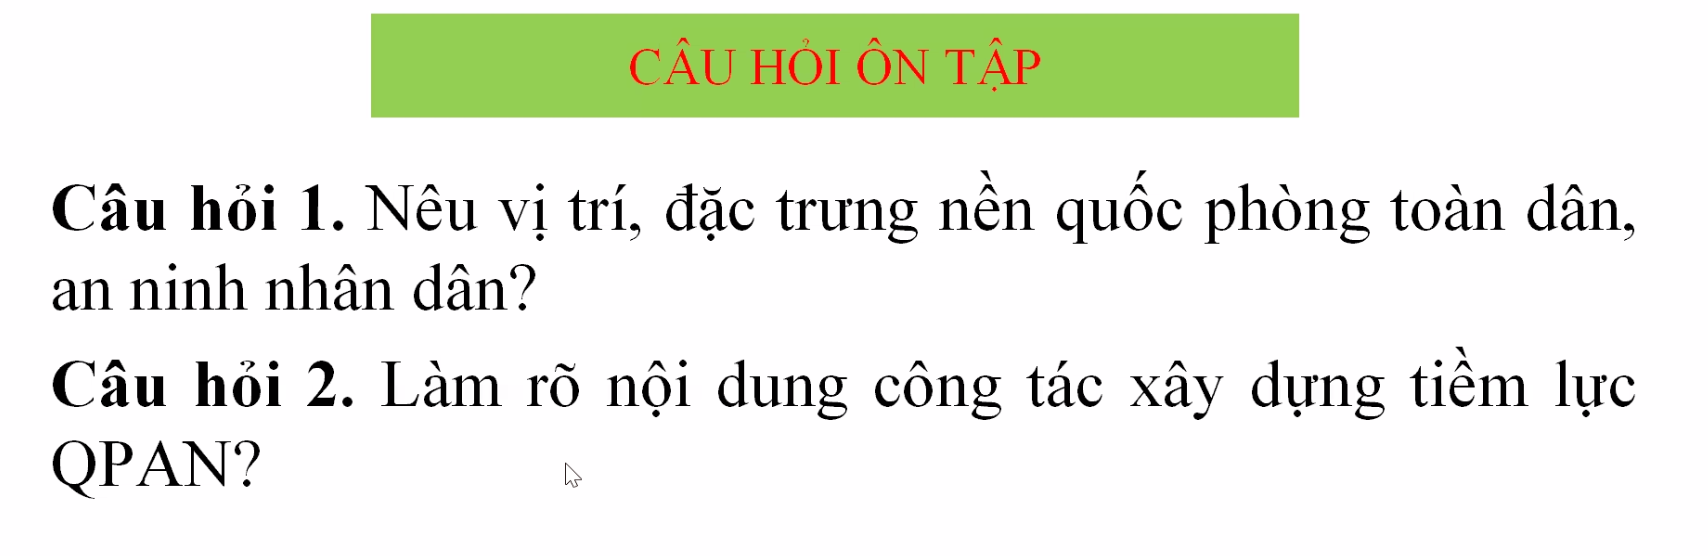 CÂU HỎI ÔN TẬP
Câu hỏi 1. Nêu vị trí, đặc trưng nền quốc phòng toàn dân,
an ninh nhân dân?
Câu hỏi 2. Làm rõ nội dung công tác xây dựng tiềm lực
QPAN?